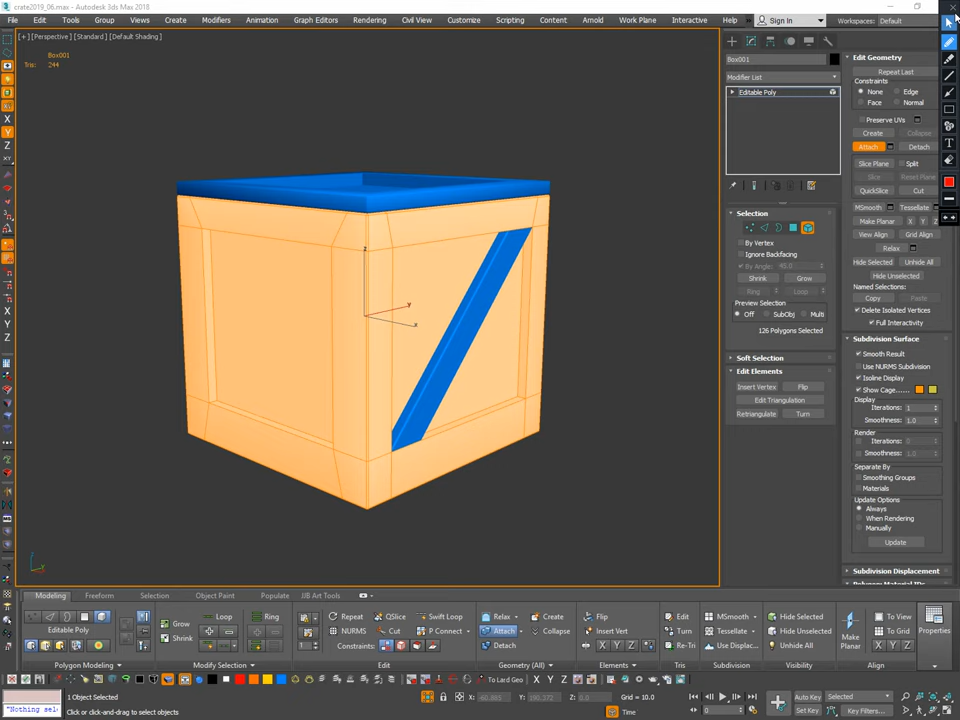 crate2019_06.max - Autodesk 3ds Max 2018
File Edit Tools Group Views Create Modifiers Animation Graph Editors Rendering Civil View Customize Scripting Content Arnold Work Plane Interactive Help Sign In Workspaces: Default
[+] [Perspective] [Standard] [Default Shading]
Box001
Tris: 244
Box001
Modifier List
Editable Poly
Selection
By Vertex
Ignore Backfacing
By Angle: 45.0
Shrink Grow
Ring Loop
Preview Selection
Off SubObj Multi
126 Polygons Selected
Soft Selection
Edit Elements
Insert Vertex Flip
Edit Triangulation
Retriangulate Turn
Edit Geometry
Repeat Last
Constraints
None Edge
Face Normal
Preserve UVs
Create Collapse
Attach Detach
Slice Plane Split
Slice Reset Plane
QuickSlice Cut
MSmooth Tessellate
Make Planar X Y Z
View Align Grid Align
Relax
Hide Selected Unhide All
Hide Unselected
Named Selections:
Copy Paste
Delete Isolated Vertices
Full Interactivity
Subdivision Surface
Smooth Result
Use NURMS Subdivision
Isoline Display
Show Cage......
Display
Iterations: 1
Smoothness: 1.0
Render
Iterations: 0
Smoothness: 1.0
Separate By
Smoothing Groups
Materials
Update Options
Always
When Rendering
Manually
Update
Subdivision Displacement
X
Y
Z
XY
X
Y
Z
z
y
x
Modeling Freeform Selection Object Paint JJB Art Tools Populate
Editable Poly
Polygon Modeling
Grow
Shrink
Loop Ring
Modify Selection
Repeat QSlice Swift Loop
NURMS Cut P Connect
Constraints:
Edit
Relax Create
Attach Collapse
Detach
Geometry (All)
Flip
Insert Vert
X Y Z
Elements
Edit
Turn
Re-Tri
Tris
MSmooth
Tessellate
Use Displac...
Subdivision
Hide Selected
Hide Unselected
Unhide All
Visibility
Make Planar
To View
To Grid
X Y Z
Align
Properties
To Land Geo
X Y Z
1 Object Selected
"Nothing sel
Click or click-and-drag to select objects
Grid = 10.0
Time
0
Auto Key Selected
Set Key Key Filters...